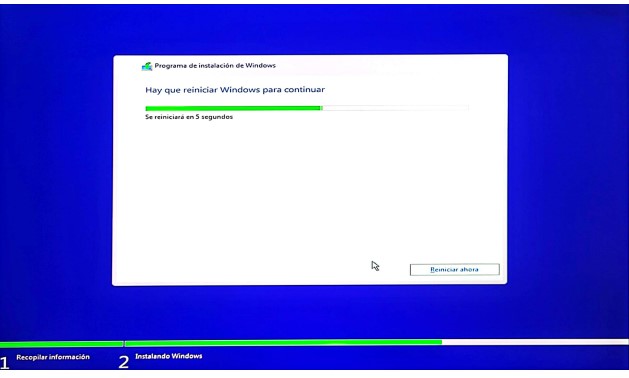 Programa de instalación de Windows
Hay que reiniciar Windows para continuar
Se reiniciará en 5 segundos
Reiniciar ahora
1 Recopilar información
2 Instalando Windows